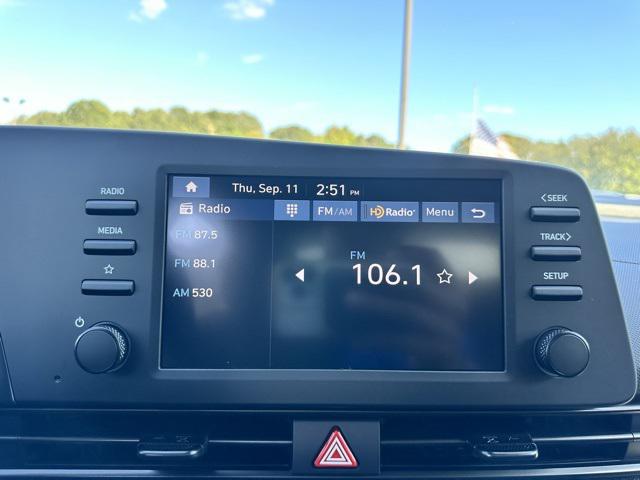 Thu, Sep. 11 2:51 PM
RADIO
MEDIA
Radio
FM/AM HD Radio Menu
FM 87.5
FM 88.1
AM 530
FM
106.1
< SEEK
TRACK >
SETUP